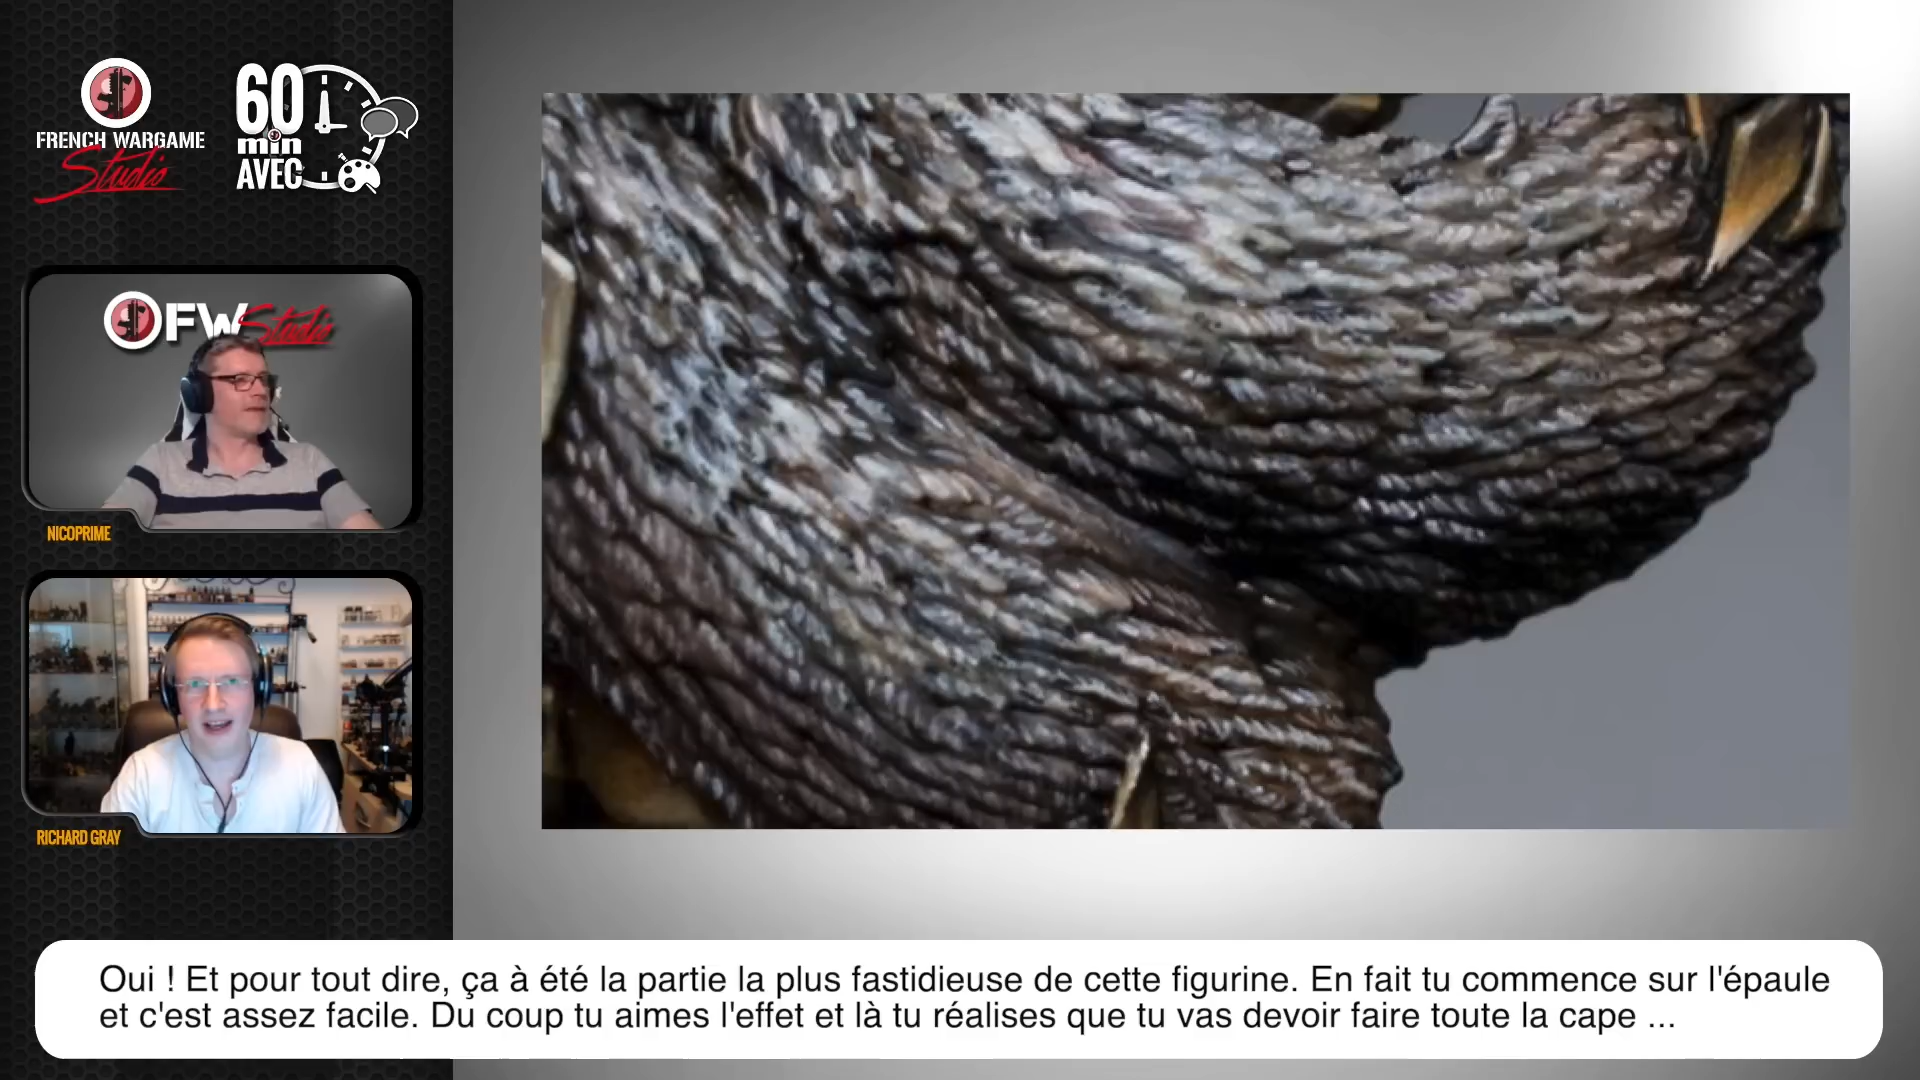 FRENCH WARGAME
Studio
60
min
AVEC
FW Studio
NICOPRIME
RICHARD GRAY
Oui ! Et pour tout dire, ça à été la partie la plus fastidieuse de cette figurine. En fait tu commence sur l'épaule
et c'est assez facile. Du coup tu aimes l'effet et là tu réalises que tu vas devoir faire toute la cape ...